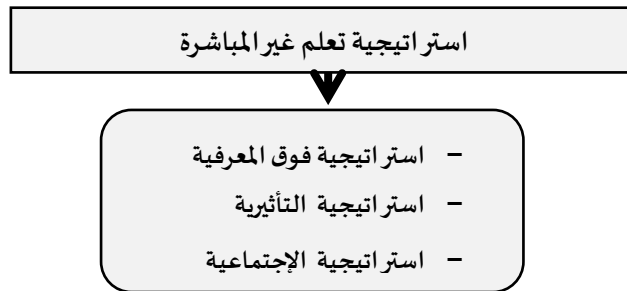 استراتيجية تعلم غير المباشرة
– استراتيجية فوق المعرفية
– استراتيجية التأثيرية
– استراتيجية الإجتماعية